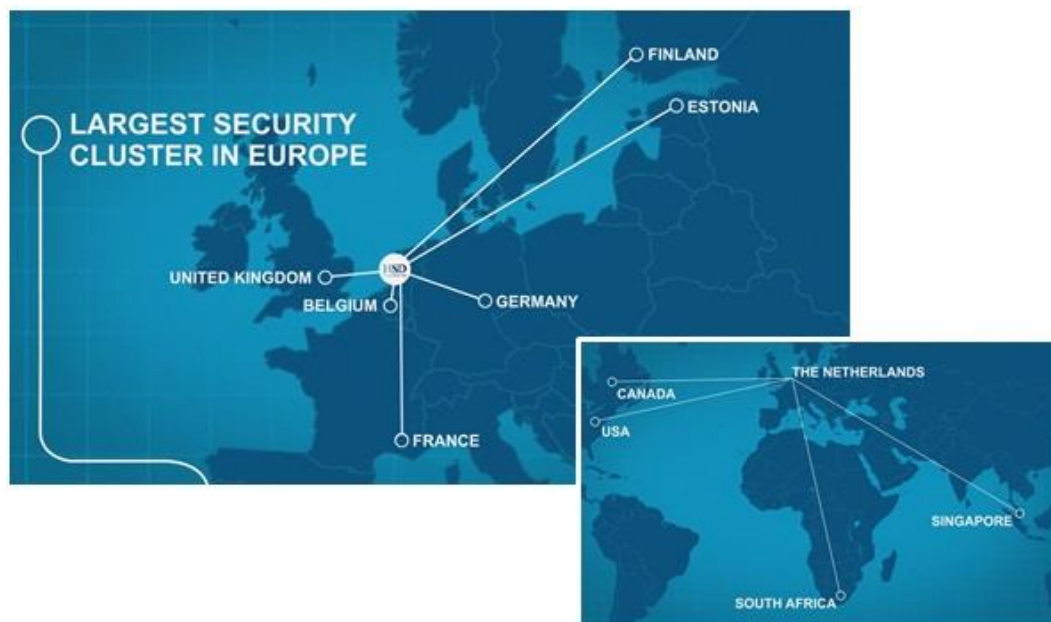 LARGEST SECURITY
CLUSTER IN EUROPE
FINLAND
ESTONIA
UNITED KINGDOM
HSD
BELGIUM
GERMANY
FRANCE
THE NETHERLANDS
CANADA
USA
SINGAPORE
SOUTH AFRICA